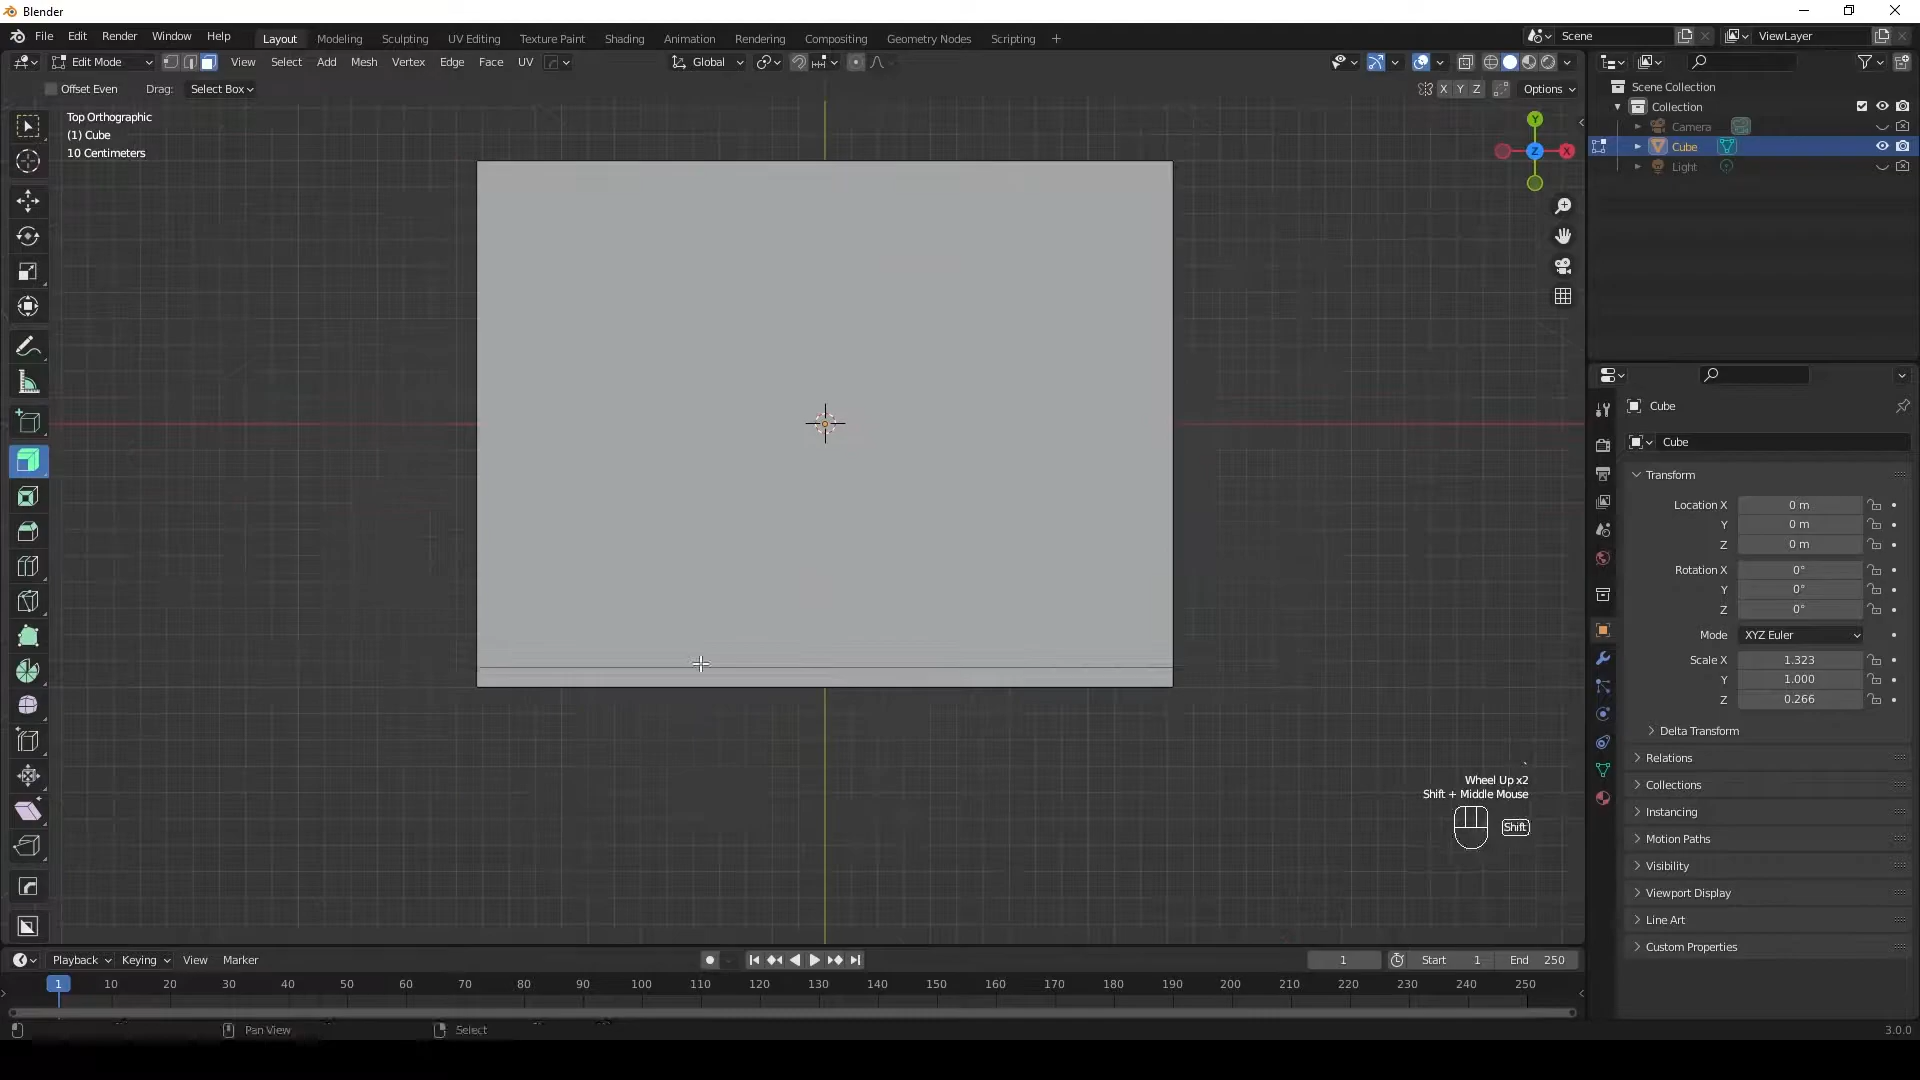 Blender
File Edit Render Window Help
Layout Modeling Sculpting UV Editing Texture Paint Shading Animation Rendering Compositing Geometry Nodes Scripting +
Scene ViewLayer
Edit Mode View Select Add Mesh Vertex Edge Face UV Global
Offset Even Drag: Select Box X Y Z Options
Top Orthographic
(1) Cube
10 Centimeters
Y
Z X
Scene Collection
Collection
Camera
Cube
Light
Cube
Cube
Transform
Location X 0 m
Y 0 m
Z 0 m
Rotation X 0°
Y 0°
Z 0°
Mode XYZ Euler
Scale X 1.323
Y 1.000
Z 0.266
Delta Transform
Relations
Collections
Instancing
Motion Paths
Visibility
Viewport Display
Line Art
Custom Properties
Wheel Up x2
Shift + Middle Mouse
Shift
Playback Keying View Marker 1 Start 1 End 250
1 10 20 30 40 50 60 70 80 90 100 110 120 130 140 150 160 170 180 190 200 210 220 230 240 250
Pan View Select 3.0.0